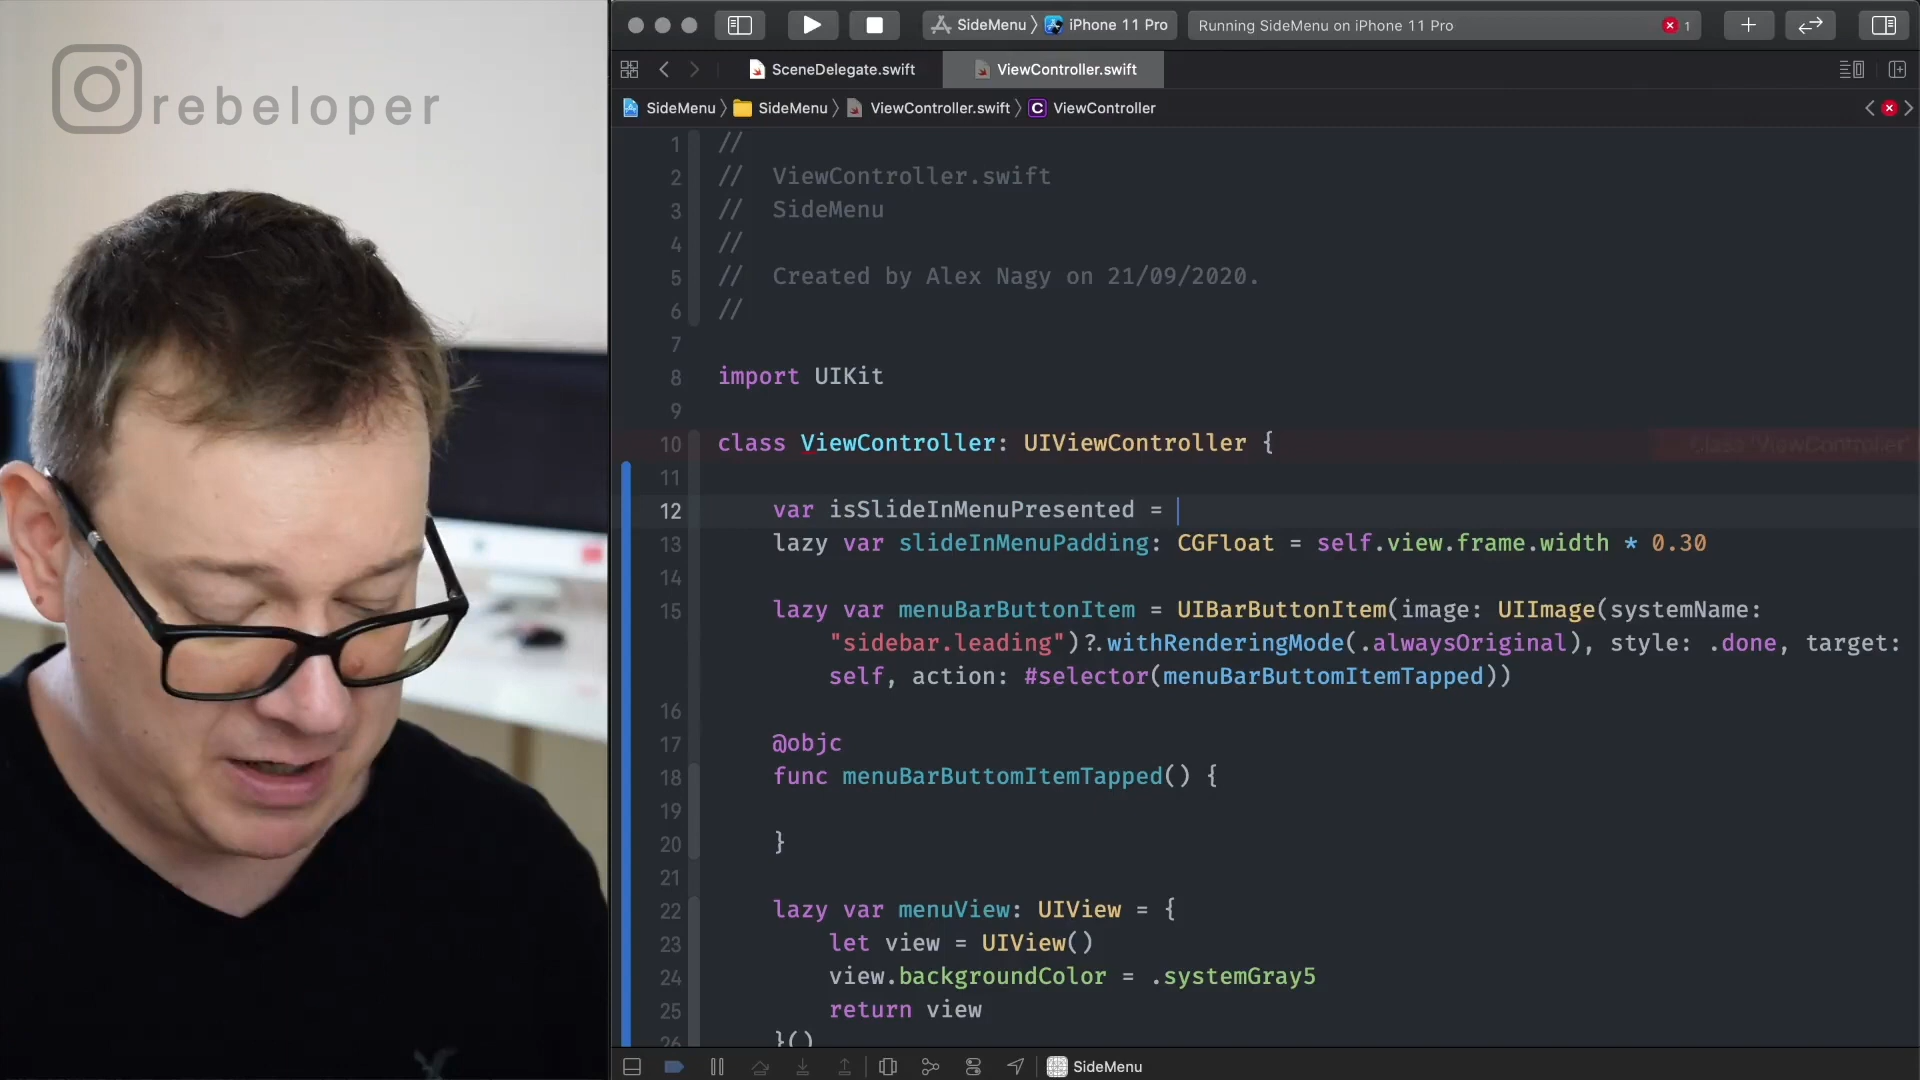 rebeloper
SideMenu
iPhone 11 Pro
Running SideMenu on iPhone 11 Pro
1
SceneDelegate.swift
ViewController.swift
SideMenu
SideMenu
ViewController.swift
C
ViewController
1 //
2 // ViewController.swift
3 // SideMenu
4 //
5 // Created by Alex Nagy on 21/09/2020.
6 //
7
8 import UIKit
9
10 class ViewController: UIViewController {
Class 'ViewController'
11
12 var isSlideInMenuPresented =
13 lazy var slideInMenuPadding: CGFloat = self.view.frame.width * 0.30
14
15 lazy var menuBarButtonItem = UIBarButtonItem(image: UIImage(systemName:
"sidebar.leading")?.withRenderingMode(.alwaysOriginal), style: .done, target:
self, action: #selector(menuBarButtomItemTapped))
16
17 @objc
18 func menuBarButtomItemTapped() {
19
20 }
21
22 lazy var menuView: UIView = {
23 let view = UIView()
24 view.backgroundColor = .systemGray5
25 return view
26 }()
SideMenu